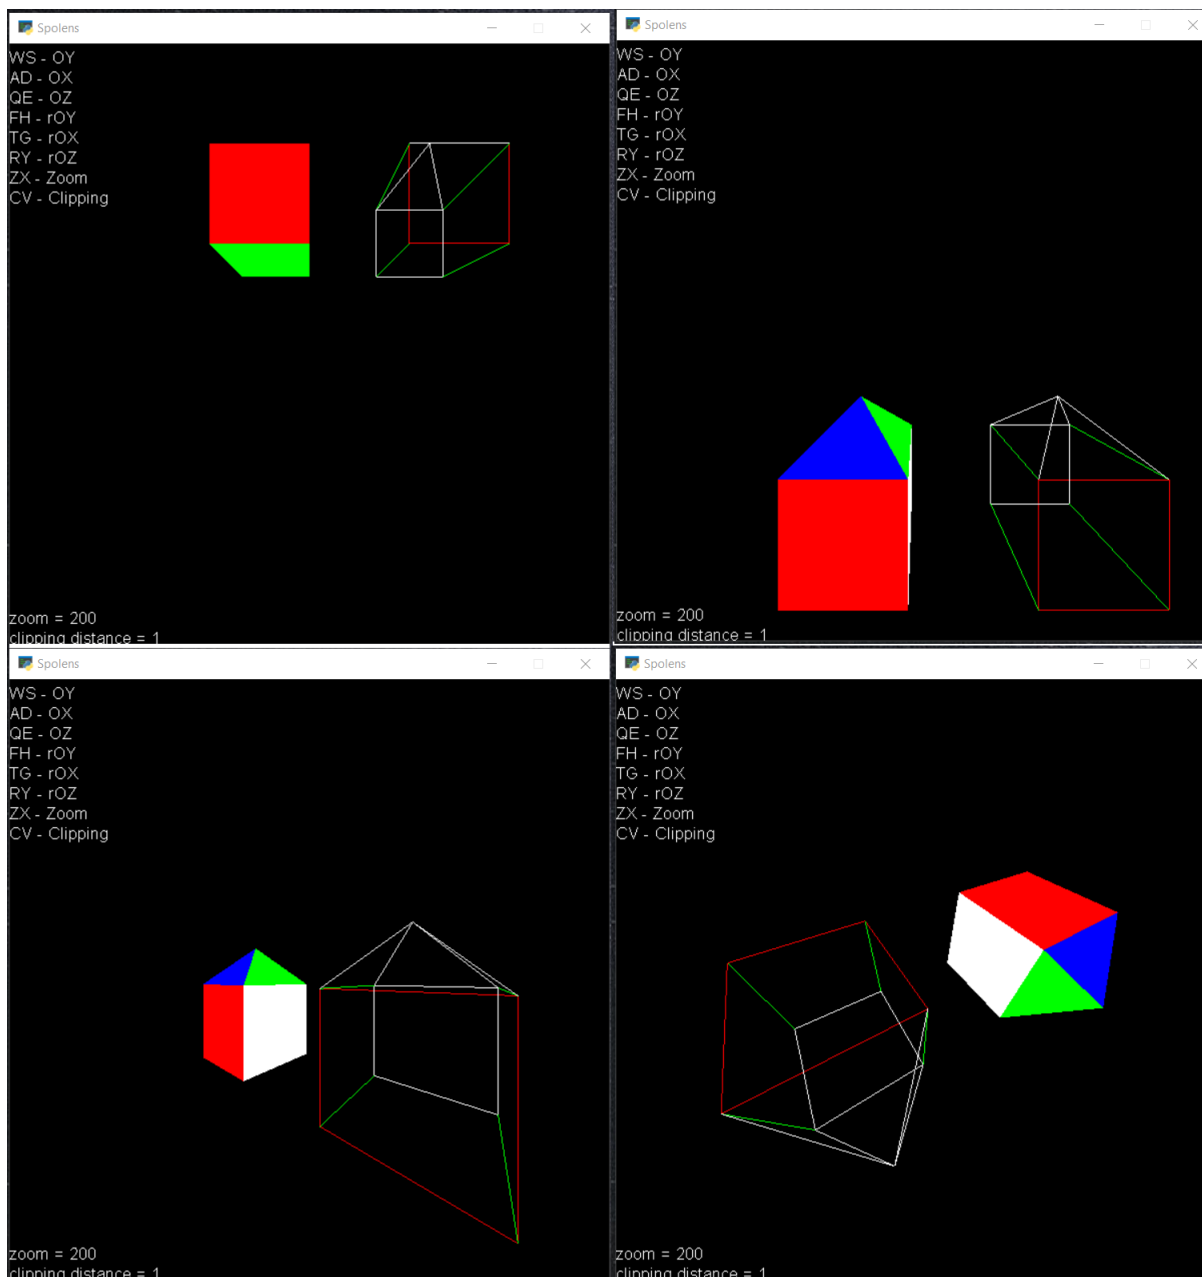 Spolens
WS - OY
AD - OX
QE - OZ
FH - rOY
TG - rOX
RY - rOZ
ZX - Zoom
CV - Clipping
zoom = 200
clipping distance = 1
Spolens
WS - OY
AD - OX
QE - OZ
FH - rOY
TG - rOX
RY - rOZ
ZX - Zoom
CV - Clipping
zoom = 200
clipping distance = 1
Spolens
WS - OY
AD - OX
QE - OZ
FH - rOY
TG - rOX
RY - rOZ
ZX - Zoom
CV - Clipping
zoom = 200
clipping distance = 1
Spolens
WS - OY
AD - OX
QE - OZ
FH - rOY
TG - rOX
RY - rOZ
ZX - Zoom
CV - Clipping
zoom = 200
clipping distance = 1